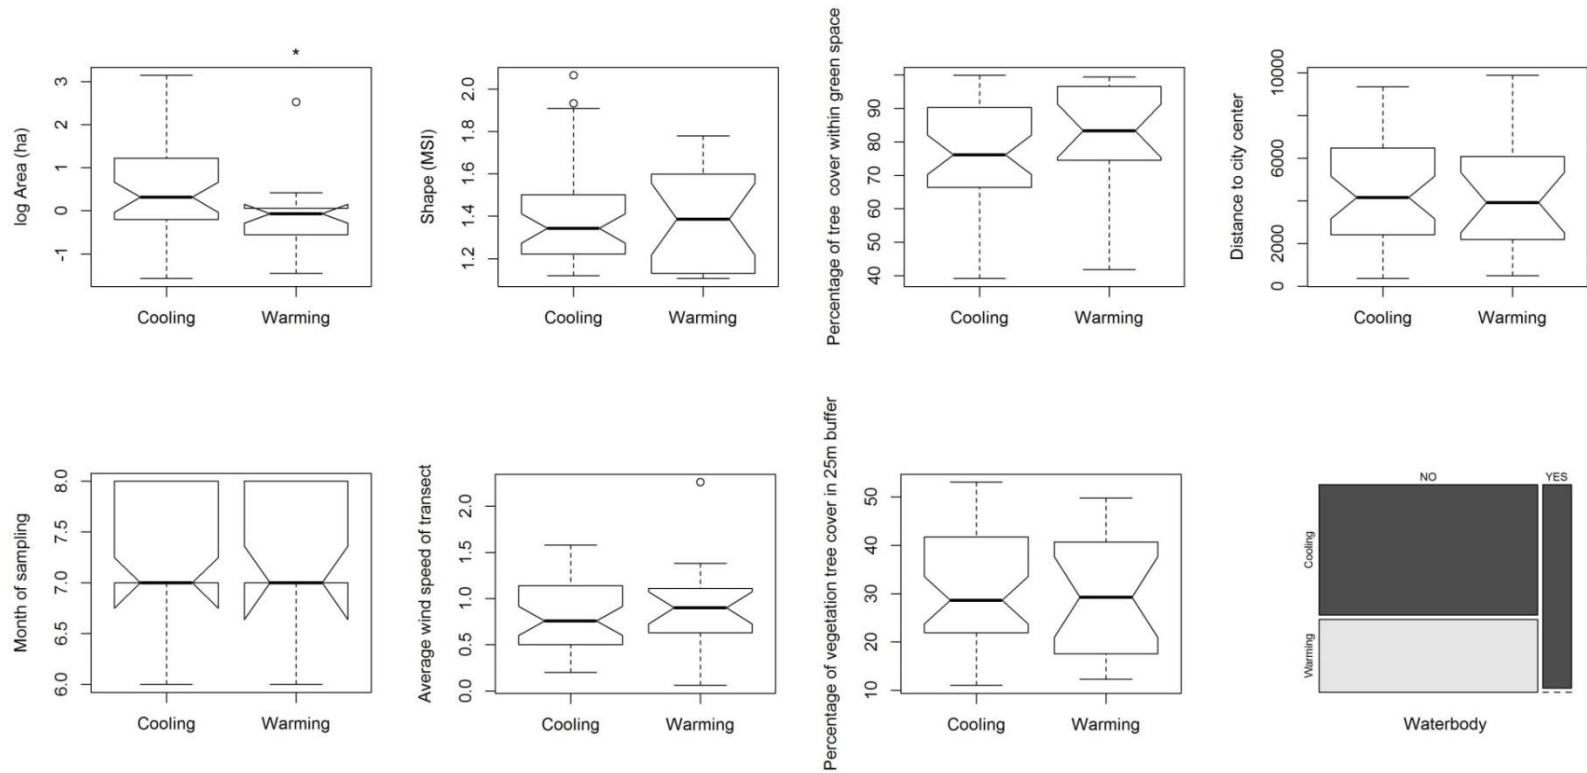 *
log Area (ha)
3
2
1
0
-1
Cooling Warming
Shape (MSI)
2.0
1.8
1.6
1.4
1.2
Cooling Warming
Percentage of tree cover within green space
90
80
70
60
50
40
Cooling Warming
Distance to city center
10000
6000
2000
0
Cooling Warming
Month of sampling
8.0
7.5
7.0
6.5
6.0
Cooling Warming
Average wind speed of transect
2.0
1.5
1.0
0.5
0.0
Cooling Warming
Percentage of vegetation tree cover in 25m buffer
50
40
30
20
10
Cooling Warming
NO YES
Cooling
Warming
Waterbody